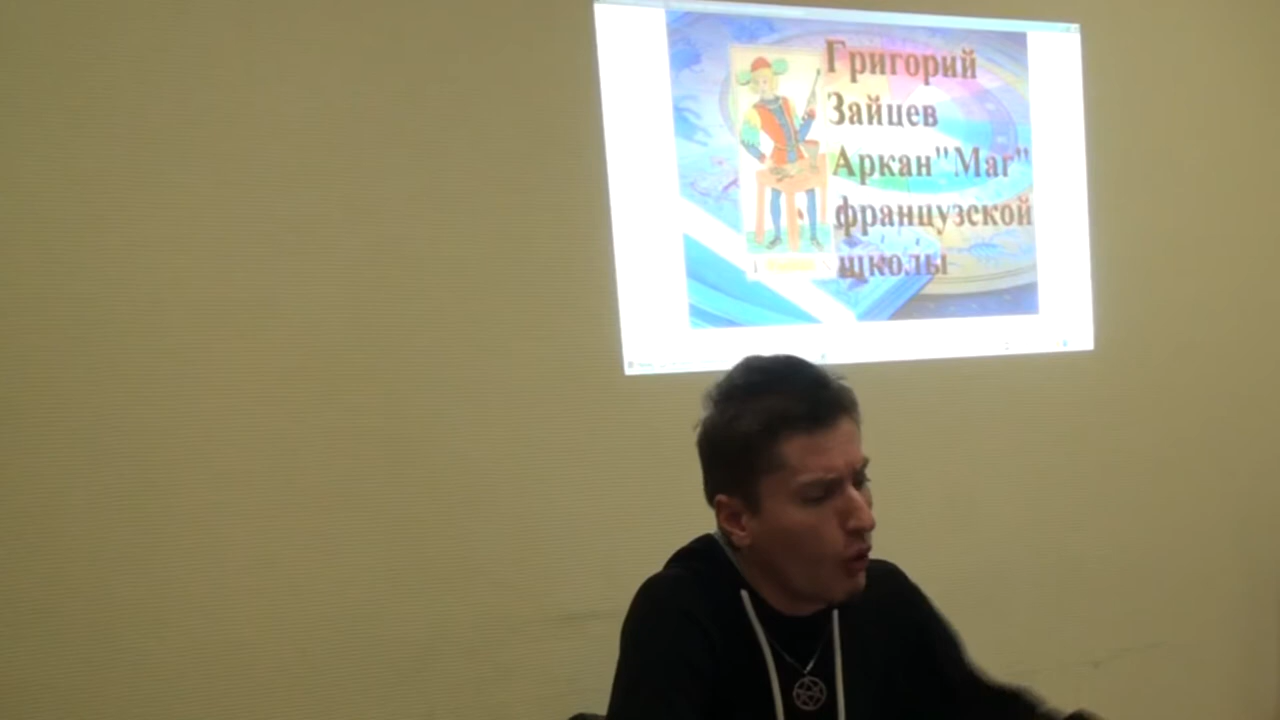 Григорий
Зайцев
Аркан"Маг"
французской
школы